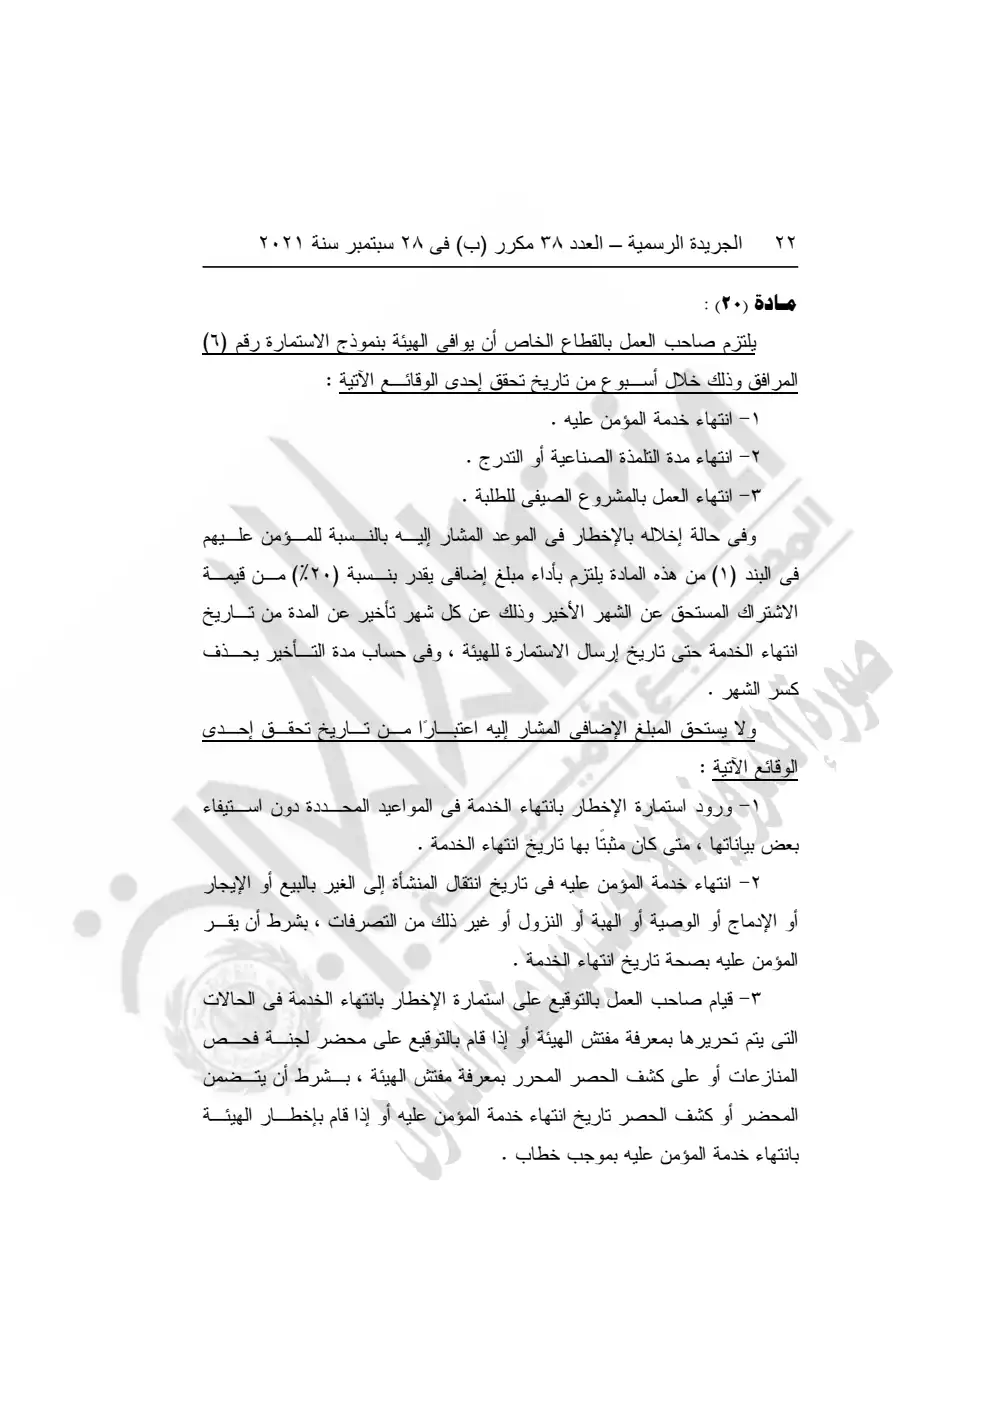 ٢٢ الجريدة الرسمية – العدد ٣٨ مكرر (ب) فى ٢٨ سبتمبر سنة ٢٠٢١
مادة (٢٠) :
يلتزم صاحب العمل بالقطاع الخاص أن يوافى الهيئة بنموذج الاستمارة رقم (٦)
المرافق وذلك خلال أسبوع من تاريخ تحقق إحدى الوقائع الآتية :
١- انتهاء خدمة المؤمن عليه .
٢- انتهاء مدة التلمذة الصناعية أو التدرج .
٣- انتهاء العمل بالمشروع الصيفى للطلبة .
وفى حالة إخلاله بالإخطار فى الموعد المشار إليه بالنسبة للمؤمن عليهم
فى البند (١) من هذه المادة يلتزم بأداء مبلغ إضافى يقدر بنسبة (٢٠٪) من قيمة
الاشتراك المستحق عن الشهر الأخير وذلك عن كل شهر تأخير عن المدة من تاريخ
انتهاء الخدمة حتى تاريخ إرسال الاستمارة للهيئة ، وفى حساب مدة التأخير يحذف
كسر الشهر .
ولا يستحق المبلغ الإضافى المشار إليه اعتبارًا من تاريخ تحقق إحدى
الوقائع الآتية :
١- ورود استمارة الإخطار بانتهاء الخدمة فى المواعيد المحددة دون استيفاء
بعض بياناتها ، متى كان مثبتًا بها تاريخ انتهاء الخدمة .
٢- انتهاء خدمة المؤمن عليه فى تاريخ انتقال المنشأة إلى الغير بالبيع أو الإيجار
أو الإدماج أو الوصية أو الهبة أو النزول أو غير ذلك من التصرفات ، بشرط أن يقر
المؤمن عليه بصحة تاريخ انتهاء الخدمة .
٣- قيام صاحب العمل بالتوقيع على استمارة الإخطار بانتهاء الخدمة فى الحالات
التى يتم تحريرها بمعرفة مفتش الهيئة أو إذا قام بالتوقيع على محضر لجنة فحص
المنازعات أو على كشف الحصر المحرر بمعرفة مفتش الهيئة ، بشرط أن يتضمن
المحضر أو كشف الحصر تاريخ انتهاء خدمة المؤمن عليه أو إذا قام بإخطار الهيئة
بانتهاء خدمة المؤمن عليه بموجب خطاب .